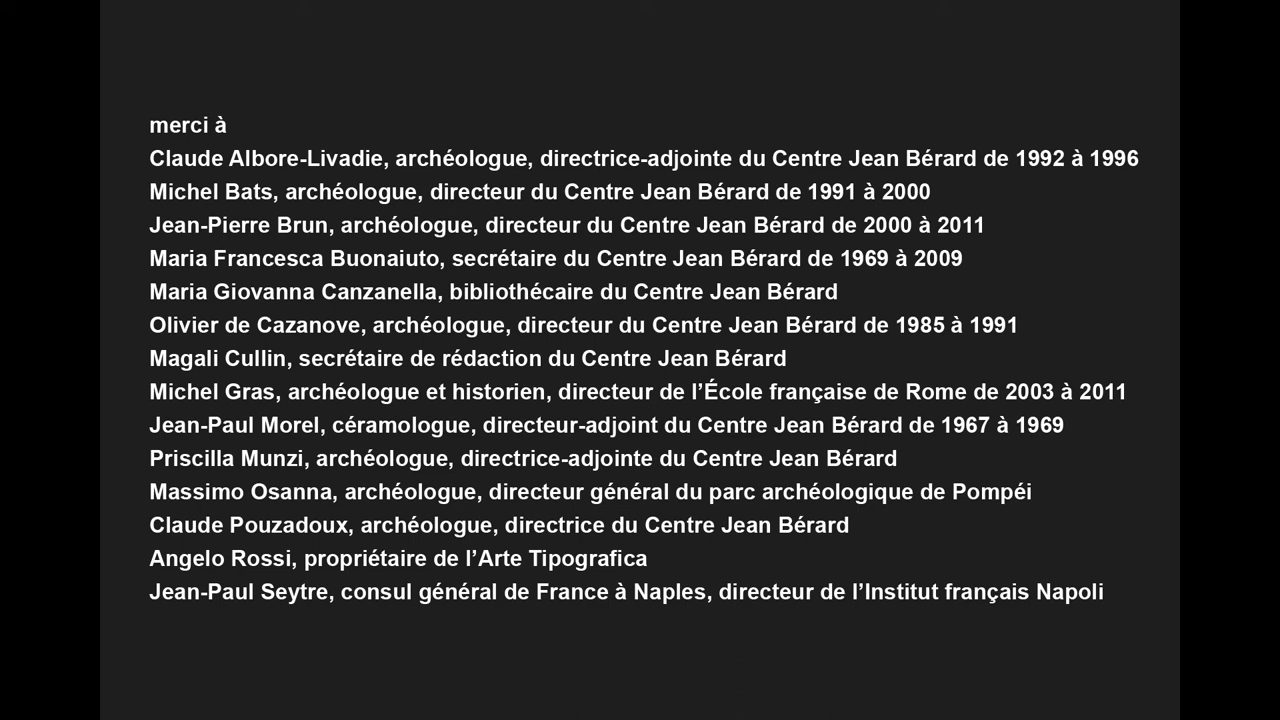 merci à
Claude Albore-Livadie, archéologue, directrice-adjointe du Centre Jean Bérard de 1992 à 1996
Michel Bats, archéologue, directeur du Centre Jean Bérard de 1991 à 2000
Jean-Pierre Brun, archéologue, directeur du Centre Jean Bérard de 2000 à 2011
Maria Francesca Buonaiuto, secrétaire du Centre Jean Bérard de 1969 à 2009
Maria Giovanna Canzanella, bibliothécaire du Centre Jean Bérard
Olivier de Cazanove, archéologue, directeur du Centre Jean Bérard de 1985 à 1991
Magali Cullin, secrétaire de rédaction du Centre Jean Bérard
Michel Gras, archéologue et historien, directeur de l’École française de Rome de 2003 à 2011
Jean-Paul Morel, céramologue, directeur-adjoint du Centre Jean Bérard de 1967 à 1969
Priscilla Munzi, archéologue, directrice-adjointe du Centre Jean Bérard
Massimo Osanna, archéologue, directeur général du parc archéologique de Pompéi
Claude Pouzadoux, archéologue, directrice du Centre Jean Bérard
Angelo Rossi, propriétaire de l’Arte Tipografica
Jean-Paul Seytre, consul général de France à Naples, directeur de l’Institut français Napoli